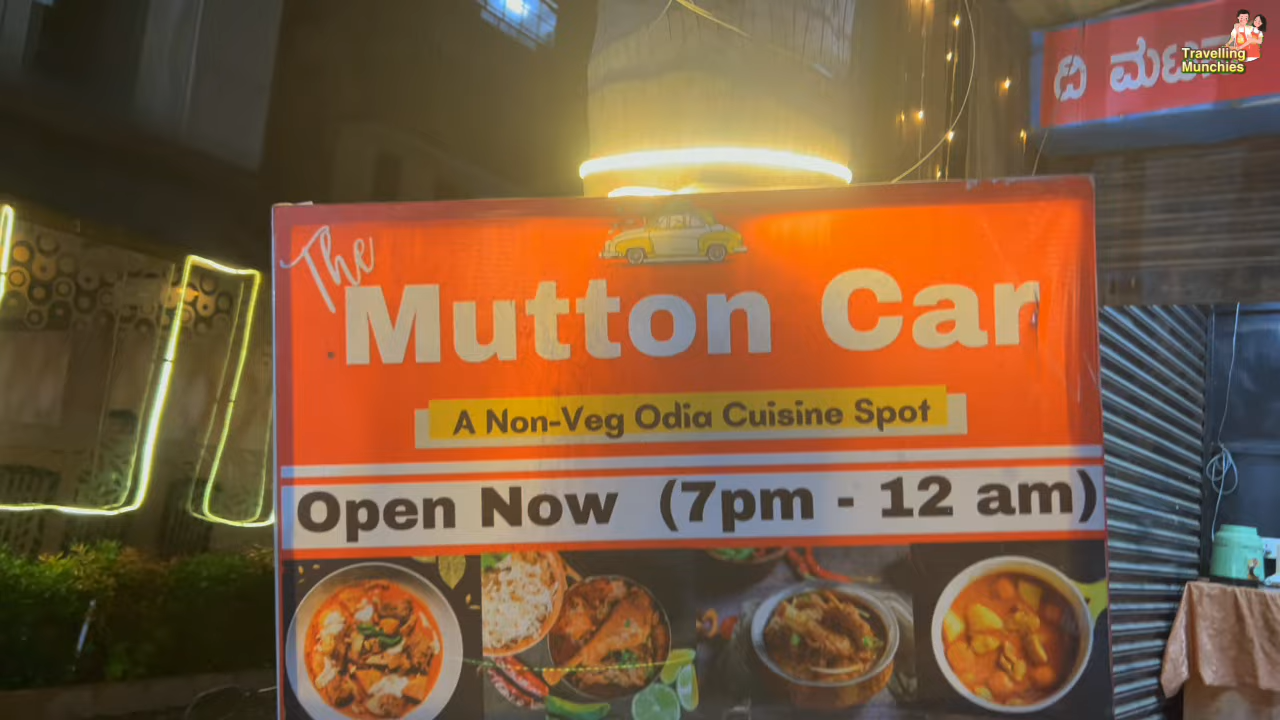 Travelling
Munchies
ದಿ
The
Mutton Car
A Non-Veg Odia Cuisine Spot
Open Now (7pm - 12 am)